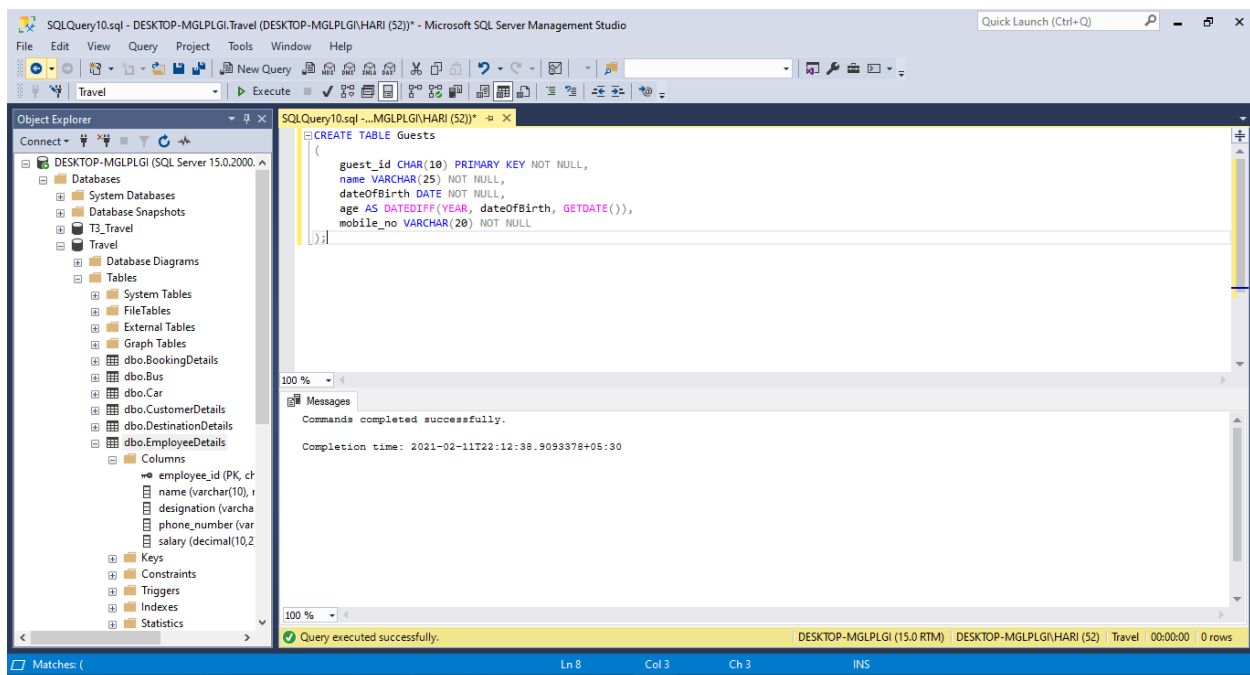 SQLQuery10.sql - DESKTOP-MGLPLGI.Travel (DESKTOP-MGLPLGI\HARI (52))* - Microsoft SQL Server Management Studio
Quick Launch (Ctrl+Q)
File Edit View Query Project Tools Window Help
New Query MDX DMX XMLA DAX
Travel Execute
Object Explorer
SQLQuery10.sql -...MGLPLGI\HARI (52))*
Connect
DESKTOP-MGLPLGI (SQL Server 15.0.2000.
Databases
System Databases
Database Snapshots
T3_Travel
Travel
Database Diagrams
Tables
System Tables
FileTables
External Tables
Graph Tables
dbo.BookingDetails
dbo.Bus
dbo.Car
dbo.CustomerDetails
dbo.DestinationDetails
dbo.EmployeeDetails
Columns
employee_id (PK, ch
name (varchar(10), r
designation (varcha
phone_number (var
salary (decimal(10,2
Keys
Constraints
Triggers
Indexes
Statistics
CREATE TABLE Guests
(
guest_id CHAR(10) PRIMARY KEY NOT NULL,
name VARCHAR(25) NOT NULL,
dateOfBirth DATE NOT NULL,
age AS DATEDIFF(YEAR, dateOfBirth, GETDATE()),
mobile_no VARCHAR(20) NOT NULL
);
100 %
Messages
Commands completed successfully.
Completion time: 2021-02-11T22:12:38.9093378+05:30
100 %
Query executed successfully.
DESKTOP-MGLPLGI (15.0 RTM) DESKTOP-MGLPLGI\HARI (52) Travel 00:00:00 0 rows
Matches: ( Ln 8 Col 3 Ch 3 INS